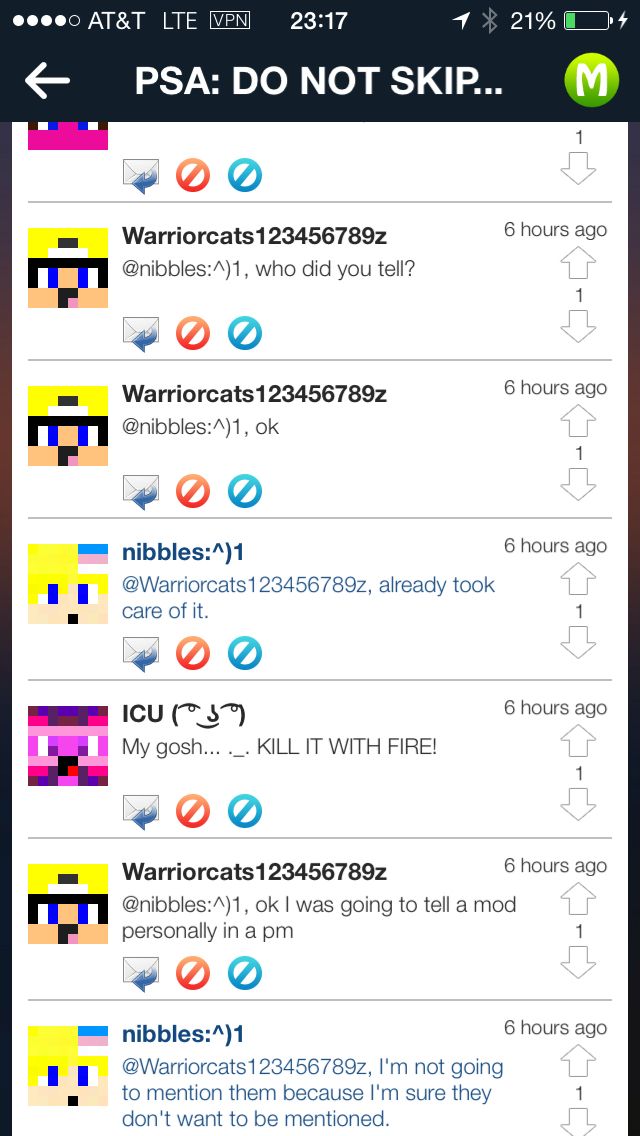 AT&T LTE VPN 23:17 21%
PSA: DO NOT SKIP... M
1
Warriorcats123456789z 6 hours ago
@nibbles:^)1, who did you tell?
1
Warriorcats123456789z 6 hours ago
@nibbles:^)1, ok
1
nibbles:^)1 6 hours ago
@Warriorcats123456789z, already took
care of it.
1
ICU ( ͡° ͜ʖ ͡°) 6 hours ago
My gosh... ._. KILL IT WITH FIRE!
1
Warriorcats123456789z 6 hours ago
@nibbles:^)1, ok I was going to tell a mod
personally in a pm
1
nibbles:^)1 6 hours ago
@Warriorcats123456789z, I'm not going
to mention them because I'm sure they
1
don't want to be mentioned.